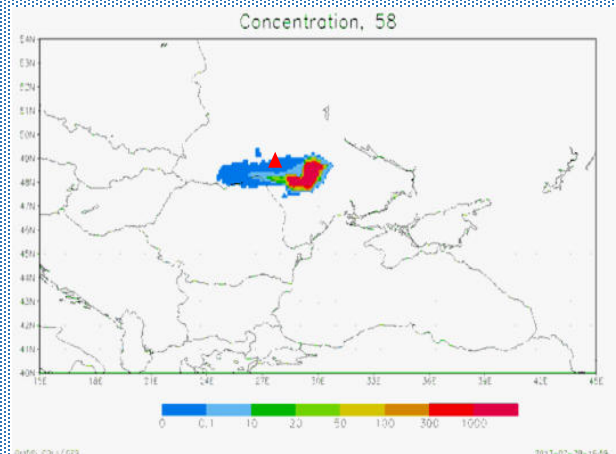 Concentration, 58
54N
53N
52N
51N
50N
49N
48N
47N
46N
45N
44N
43N
42N
41N
40N
15E 18E 21E 24E 27E 30E 33E 36E 39E 42E 45E
0 0.1 10 20 50 100 300 1000